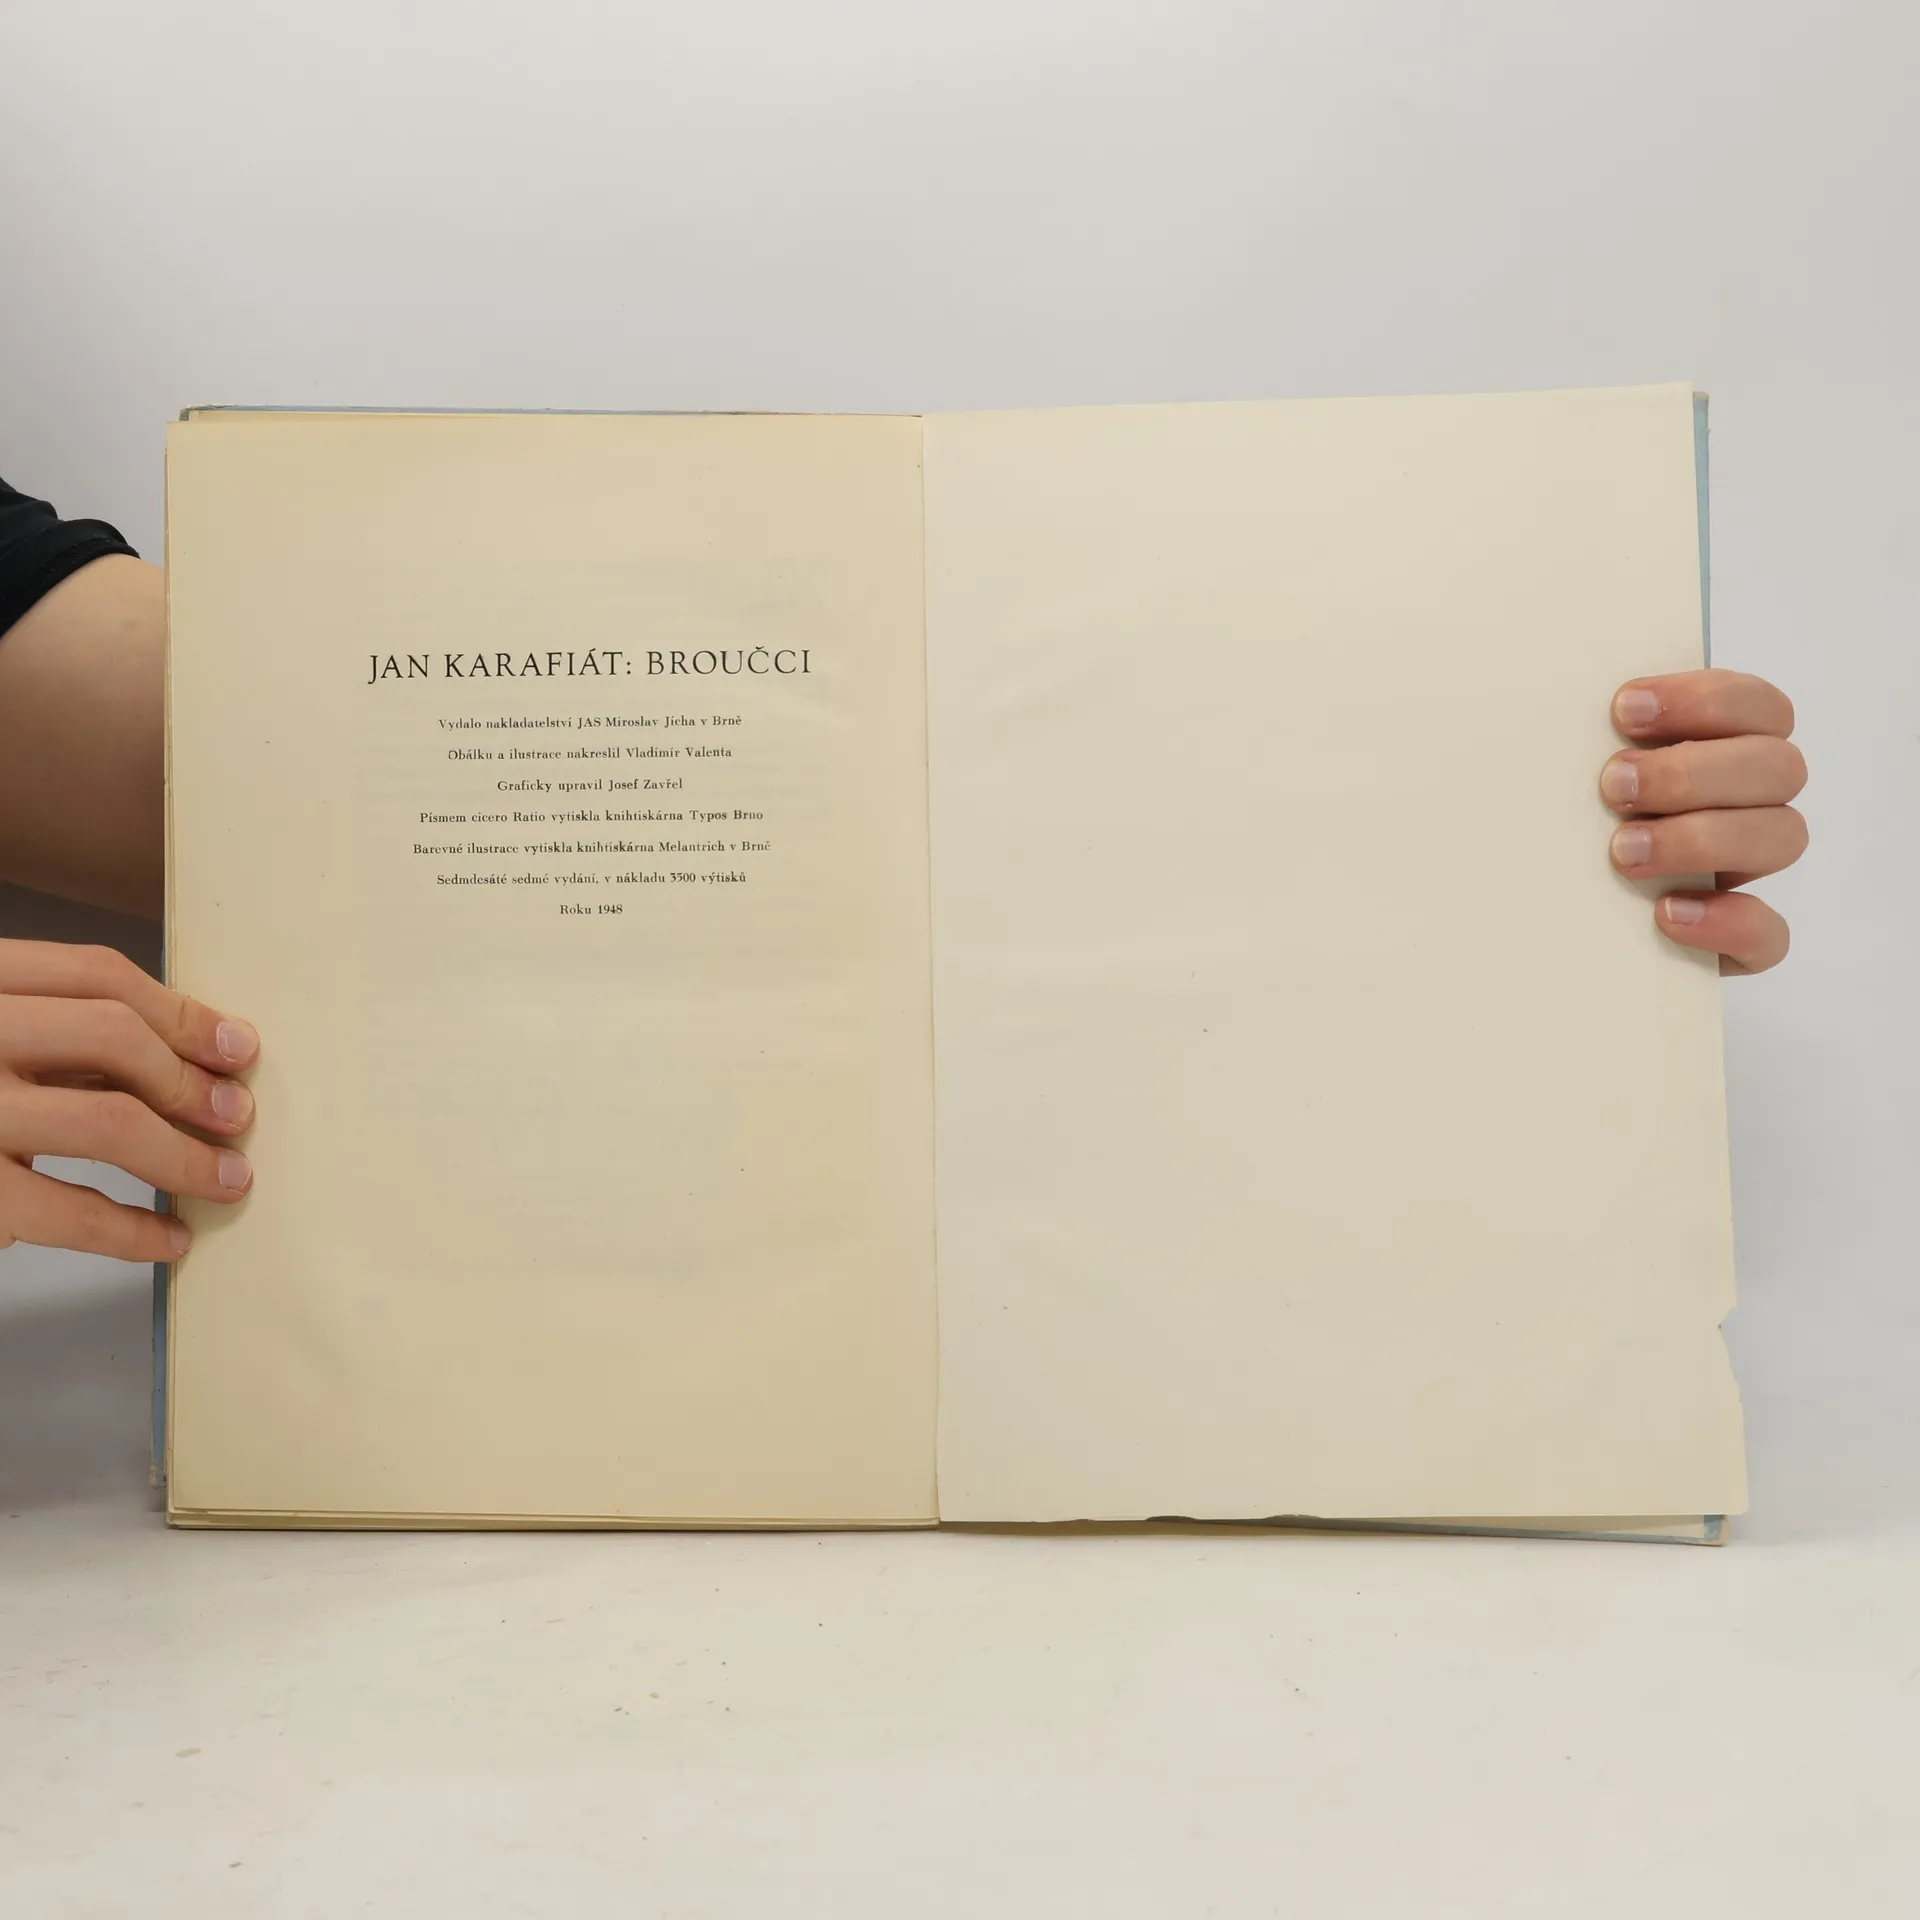 JAN KARAFIÁT: BROUČCI
Vydalo nakladatelství JAS Miroslav Jícha v Brně
Obálku a ilustrace nakreslil Vladimír Valenta
Graficky upravil Josef Zavřel
Písmem cicero Ratio vytiskla knihtiskárna Typos Brno
Barevné ilustrace vytiskla knihtiskárna Melantrich v Brně
Sedmdesáté sedmé vydání, v nákladu 3500 výtisků
Roku 1948